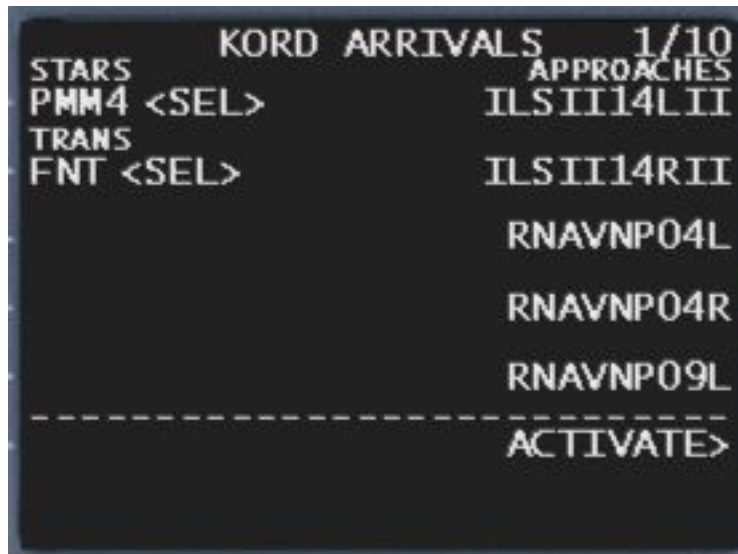 KORD ARRIVALS 1/10
STARS APPROACHES
PMM4 <SEL> ILSII14LII
TRANS
FNT <SEL> ILSII14RII
RNAVNP04L
RNAVNP04R
RNAVNP09L
------------------------------
ACTIVATE>